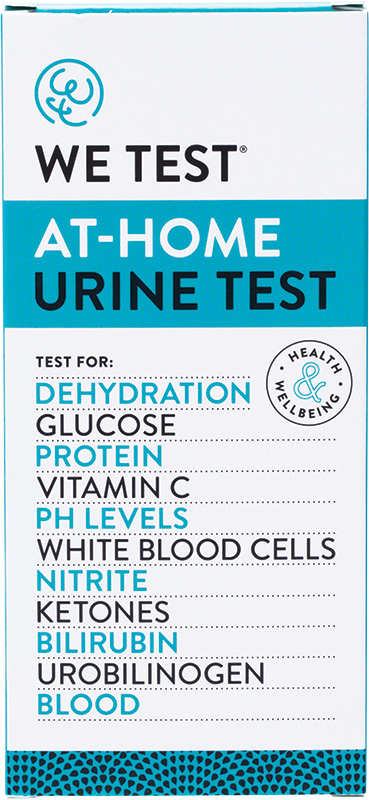 WE TEST®
AT-HOME
URINE TEST
TEST FOR:
HEALTH
&
WELLBEING
DEHYDRATION
GLUCOSE
PROTEIN
VITAMIN C
PH LEVELS
WHITE BLOOD CELLS
NITRITE
KETONES
BILIRUBIN
UROBILINOGEN
BLOOD